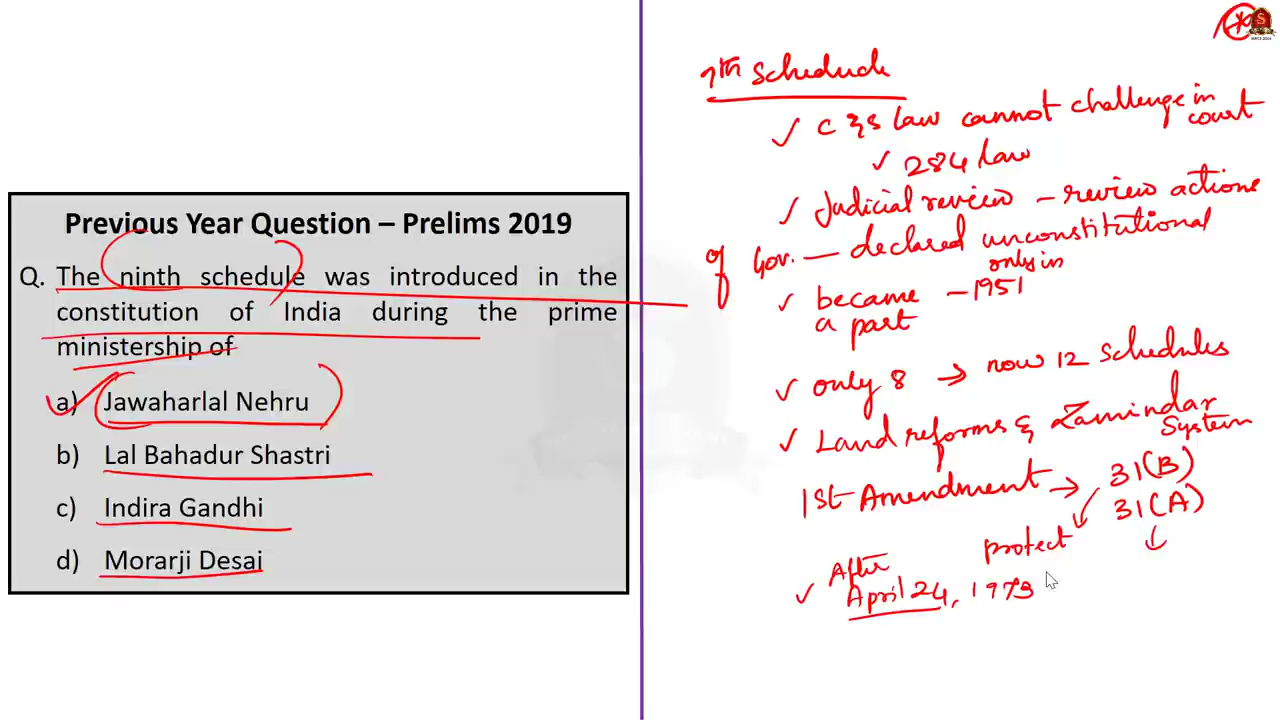 Previous Year Question – Prelims 2019
Q. The ninth schedule was introduced in the
constitution of India during the prime
ministership of
a) Jawaharlal Nehru
b) Lal Bahadur Shastri
c) Indira Gandhi
d) Morarji Desai
9th Schedule
✓ C & S law cannot challenge in
court
✓ 284 law
✓ Judicial review – review actions
of Gov. – declared unconstitutional
only in
✓ became – 1951
a part
✓ only 8 → now 12 Schedules
✓ Land reforms & Zamindar
System
1st Amendment → 31(B)
31(A)
protect
✓ After
April 24, 1973